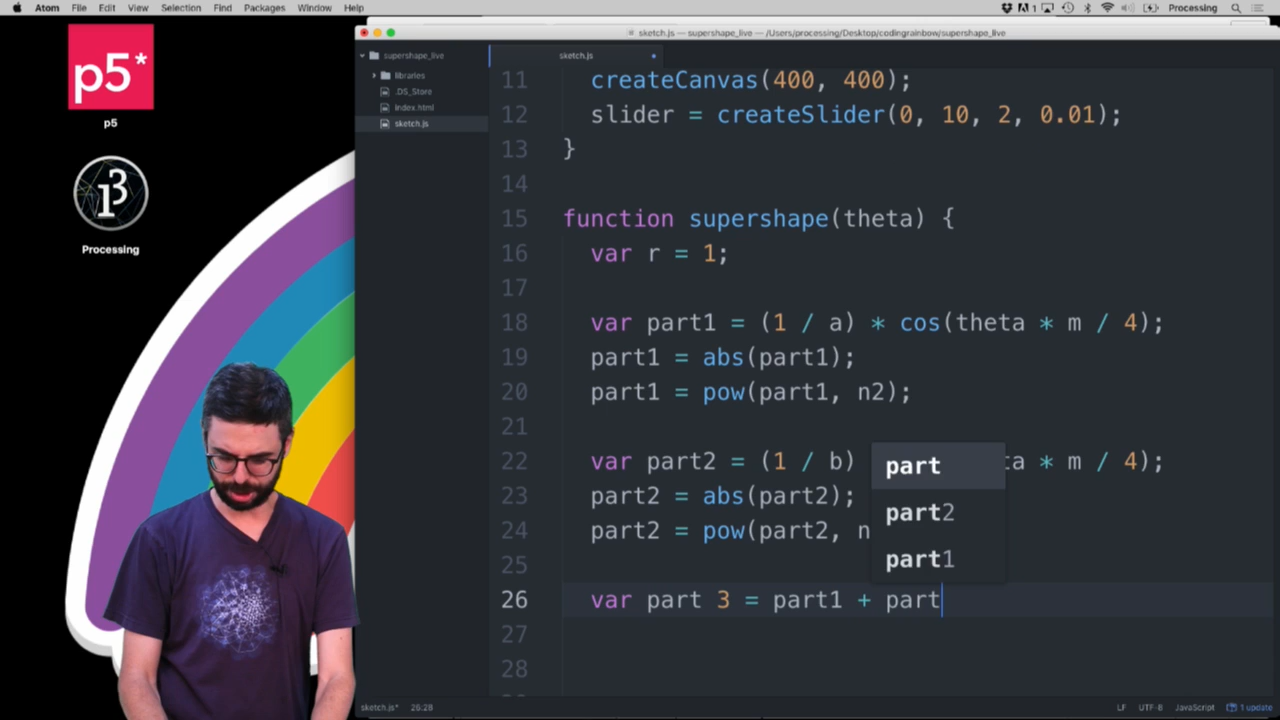 Atom File Edit View Selection Find Packages Window Help
1 Processing
sketch.js — supershape_live — /Users/processing/Desktop/codingrainbow/supershape_live
p5*
p5
Processing
supershape_live
libraries
.DS_Store
index.html
sketch.js
sketch.js
11 createCanvas(400, 400);
12 slider = createSlider(0, 10, 2, 0.01);
13 }
14
15 function supershape(theta) {
16 var r = 1;
17
18 var part1 = (1 / a) * cos(theta * m / 4);
19 part1 = abs(part1);
20 part1 = pow(part1, n2);
21
22 var part2 = (1 / b) ta * m / 4);
23 part2 = abs(part2);
24 part2 = pow(part2, n
25
26 var part 3 = part1 + part
27
28
part
part2
part1
sketch.js* 26:28
LF UTF-8 JavaScript 1 update